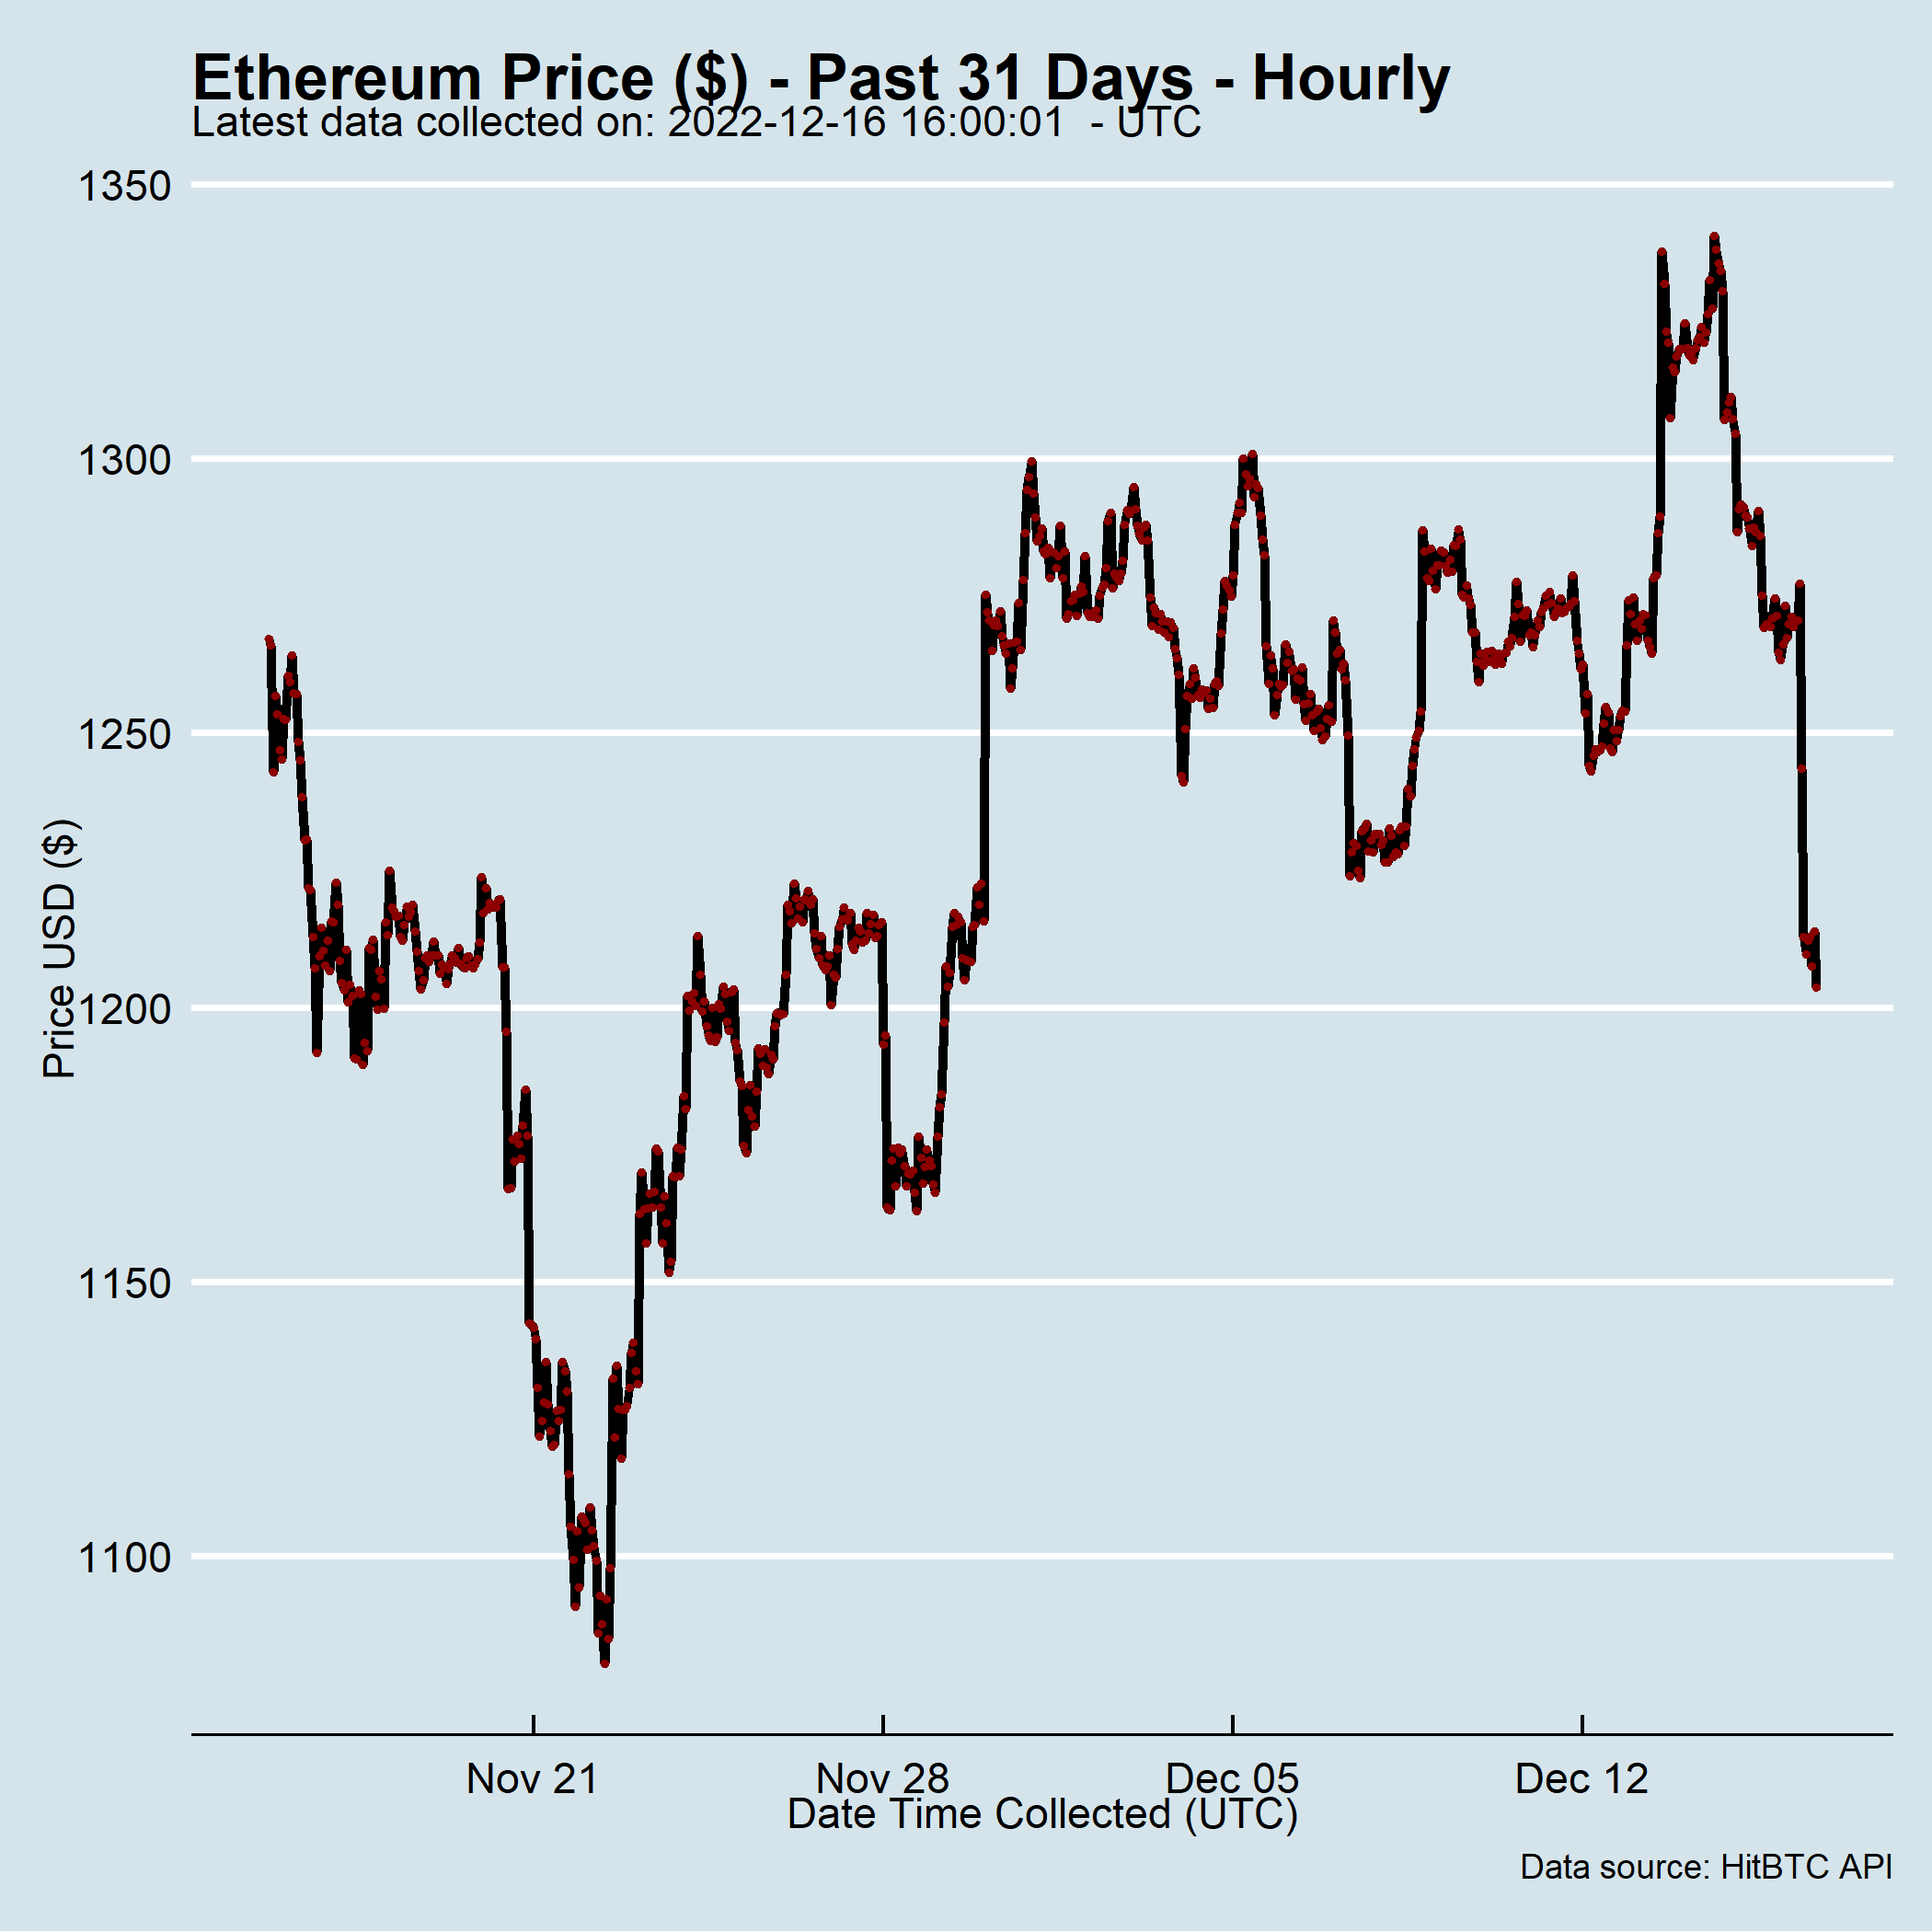 Ethereum Price ($) - Past 31 Days - Hourly
Latest data collected on: 2022-12-16 16:00:01  - UTC
1350
1300
1250
1200
1150
1100
Price USD ($)
Nov 21
Nov 28
Dec 05
Dec 12
Date Time Collected (UTC)
Data source: HitBTC API